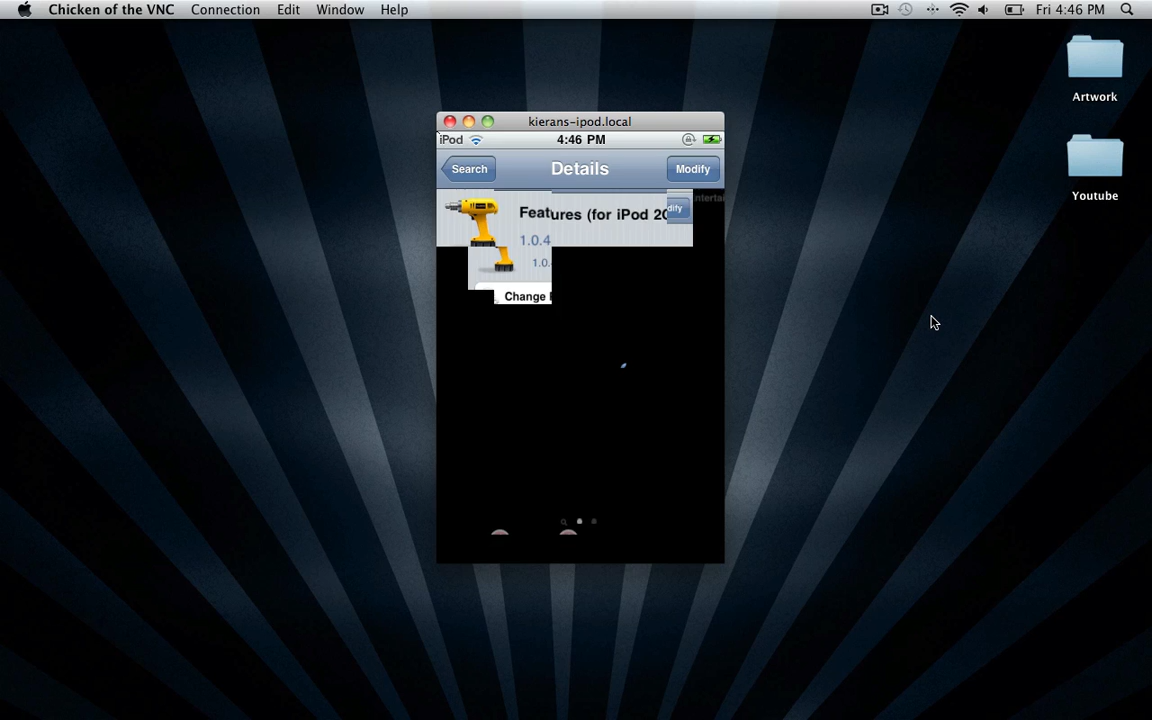 Chicken of the VNC Connection Edit Window Help Fri 4:46 PM
Artwork
Youtube
kierans-ipod.local
iPod 4:46 PM
Search Details Modify
Features (for iPod 20
dify
1.0.4
1.0.
Change